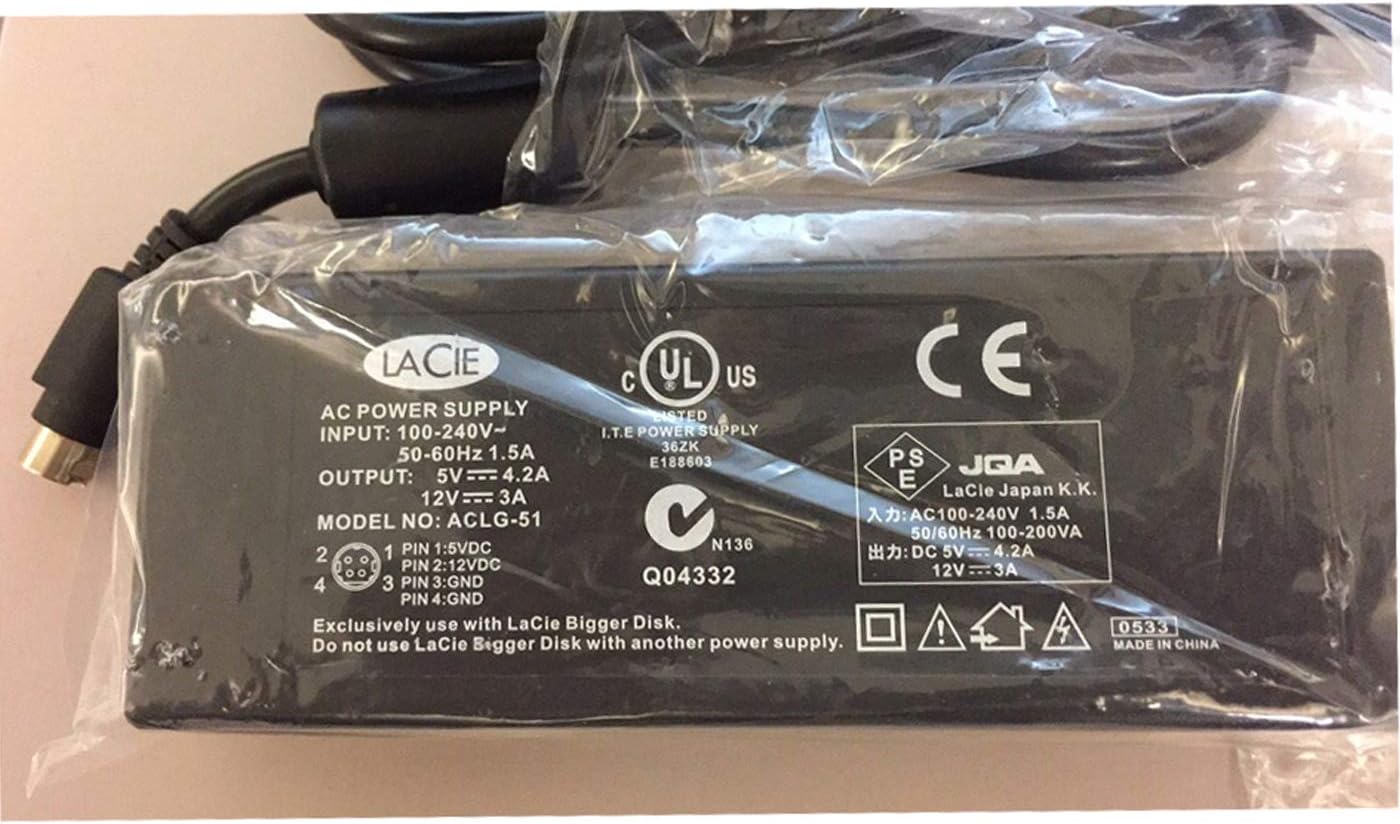 LACIE
AC POWER SUPPLY
INPUT: 100-240V~
50-60Hz 1.5A
OUTPUT: 5V⎓4.2A
12V⎓3A
MODEL NO: ACLG-51
2 1 PIN 1:5VDC
PIN 2:12VDC
4 3 PIN 3:GND
PIN 4:GND
Exclusively use with LaCie Bigger Disk.
Do not use LaCie Bigger Disk with another power supply.
C UL® US
LISTED
I.T.E POWER SUPPLY
36ZK
E188603
N136
Q04332
CE
PS
E
JQA
LaCie Japan K.K.
入力:AC100-240V 1.5A
50/60Hz 100-200VA
出力:DC 5V⎓4.2A
12V⎓3A
0533
MADE IN CHINA